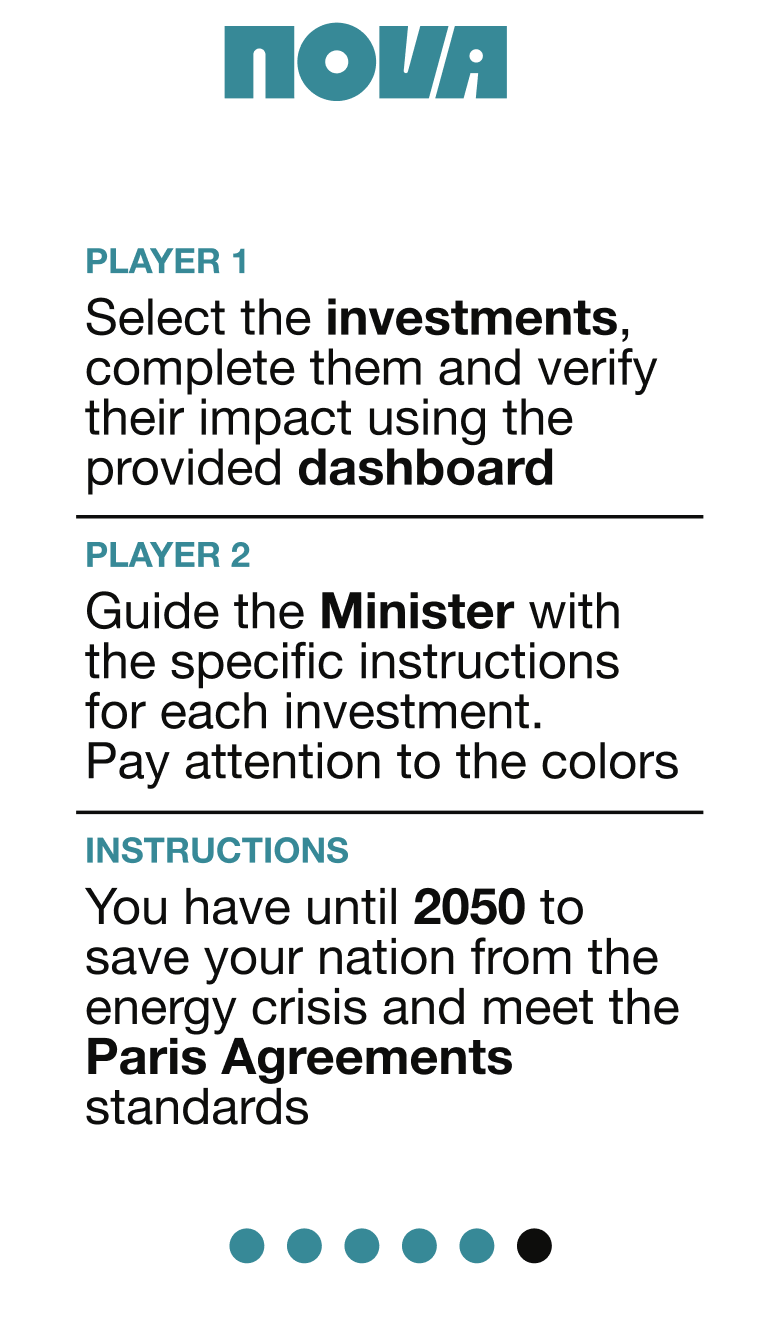 NOVA
PLAYER 1
Select the investments,
complete them and verify
their impact using the
provided dashboard
PLAYER 2
Guide the Minister with
the specific instructions
for each investment.
Pay attention to the colors
INSTRUCTIONS
You have until 2050 to
save your nation from the
energy crisis and meet the
Paris Agreements
standards